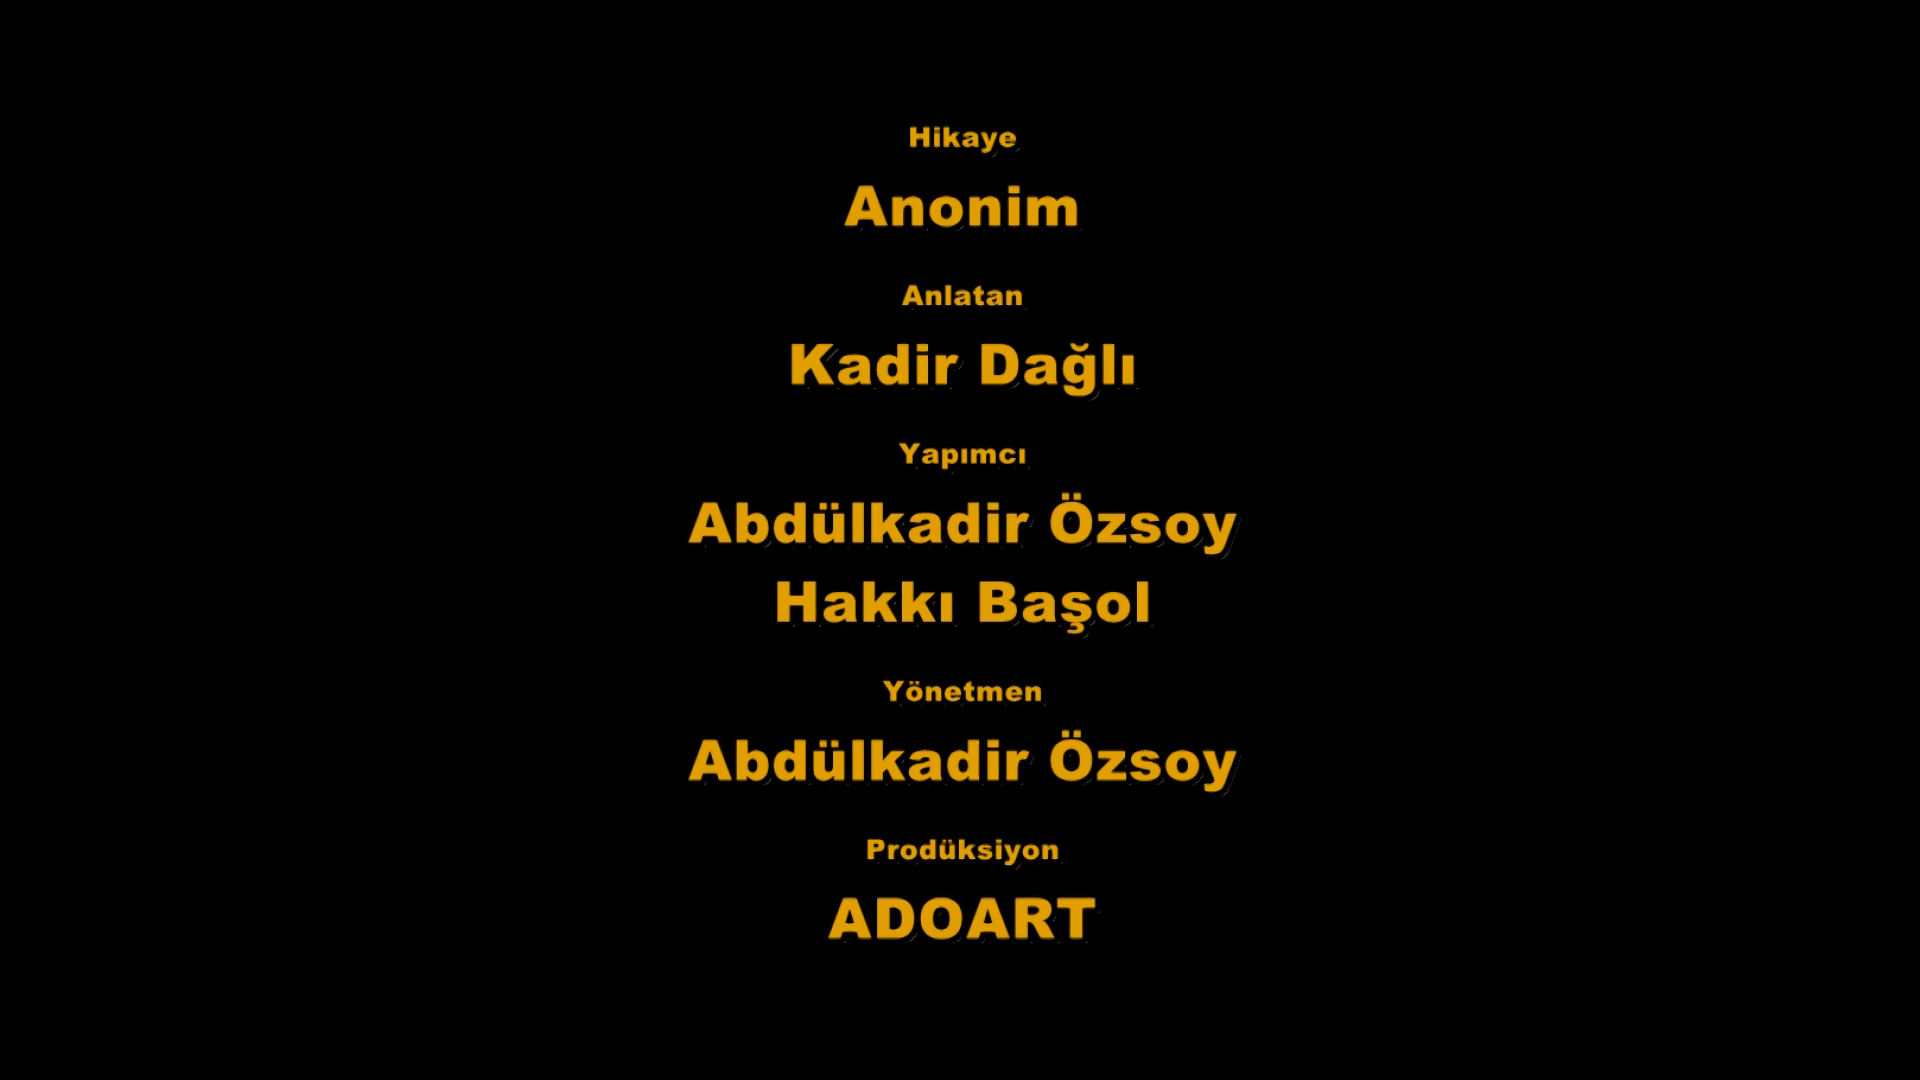 Hikaye
Anonim
Anlatan
Kadir Dağlı
Yapımcı
Abdülkadir Özsoy
Hakkı Başol
Yönetmen
Abdülkadir Özsoy
Prodüksiyon
ADOART